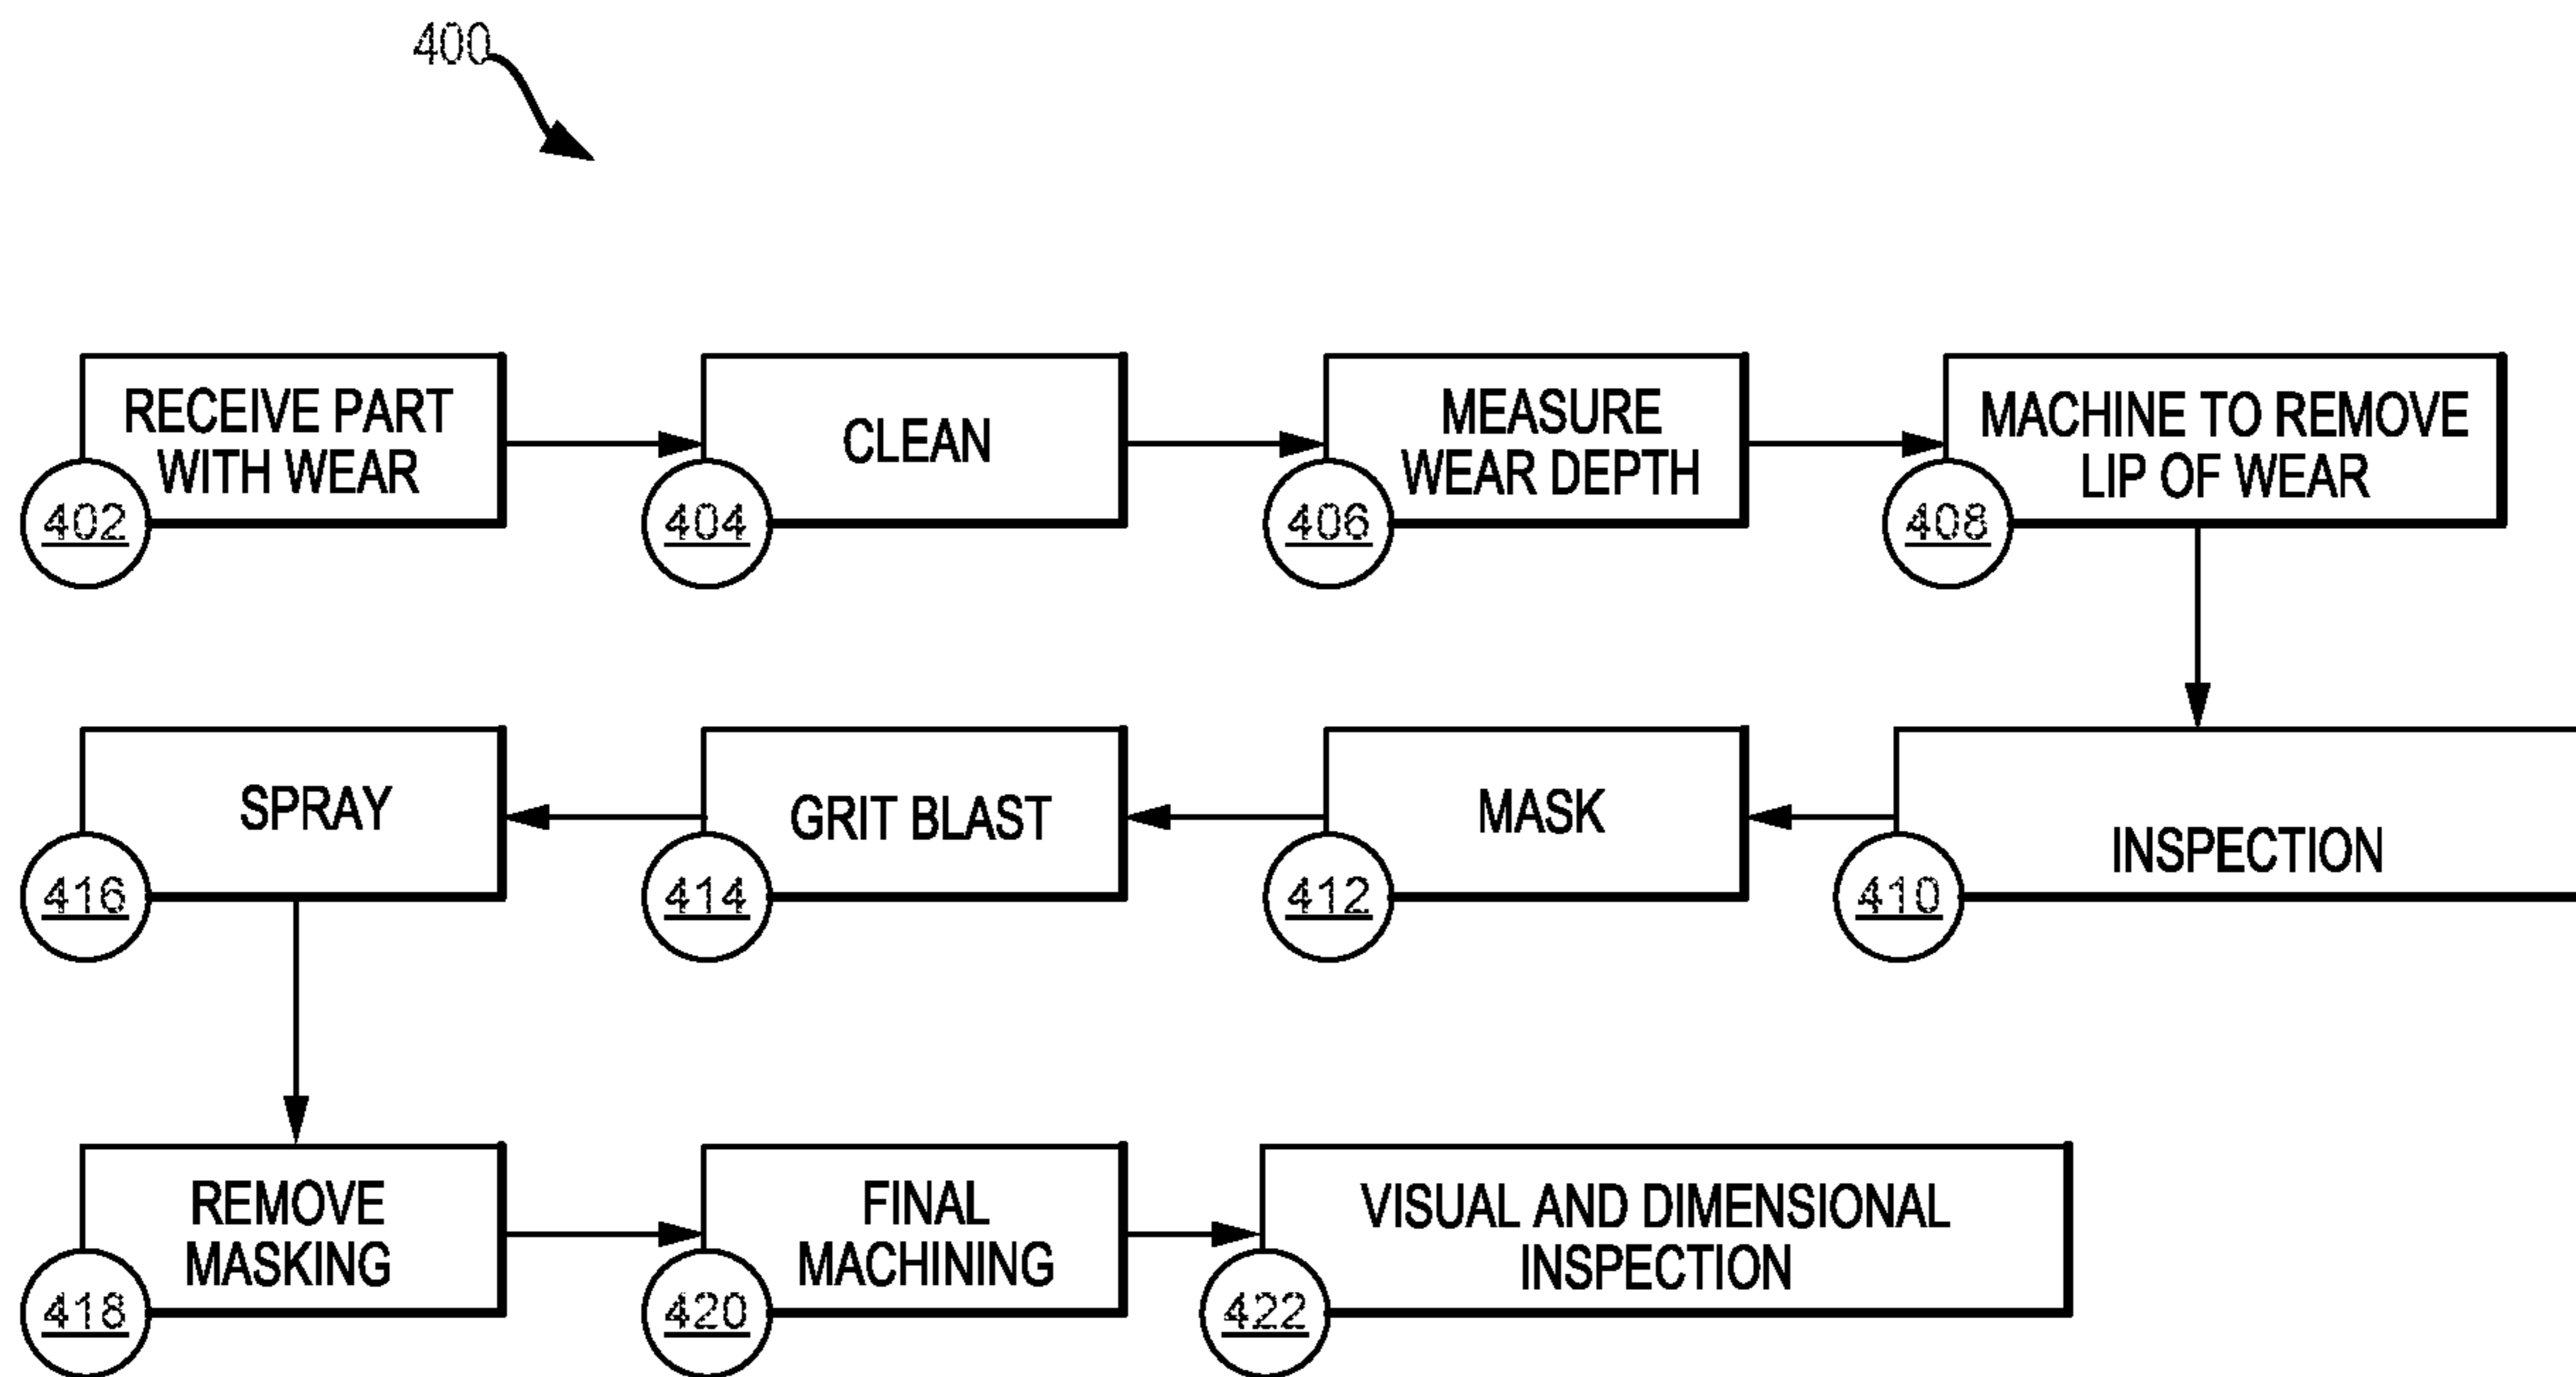 400
RECEIVE PART
WITH WEAR
402
CLEAN
404
MEASURE
WEAR DEPTH
406
MACHINE TO REMOVE
LIP OF WEAR
408
INSPECTION
410
MASK
412
GRIT BLAST
414
SPRAY
416
REMOVE
MASKING
418
FINAL
MACHINING
420
VISUAL AND DIMENSIONAL
INSPECTION
422